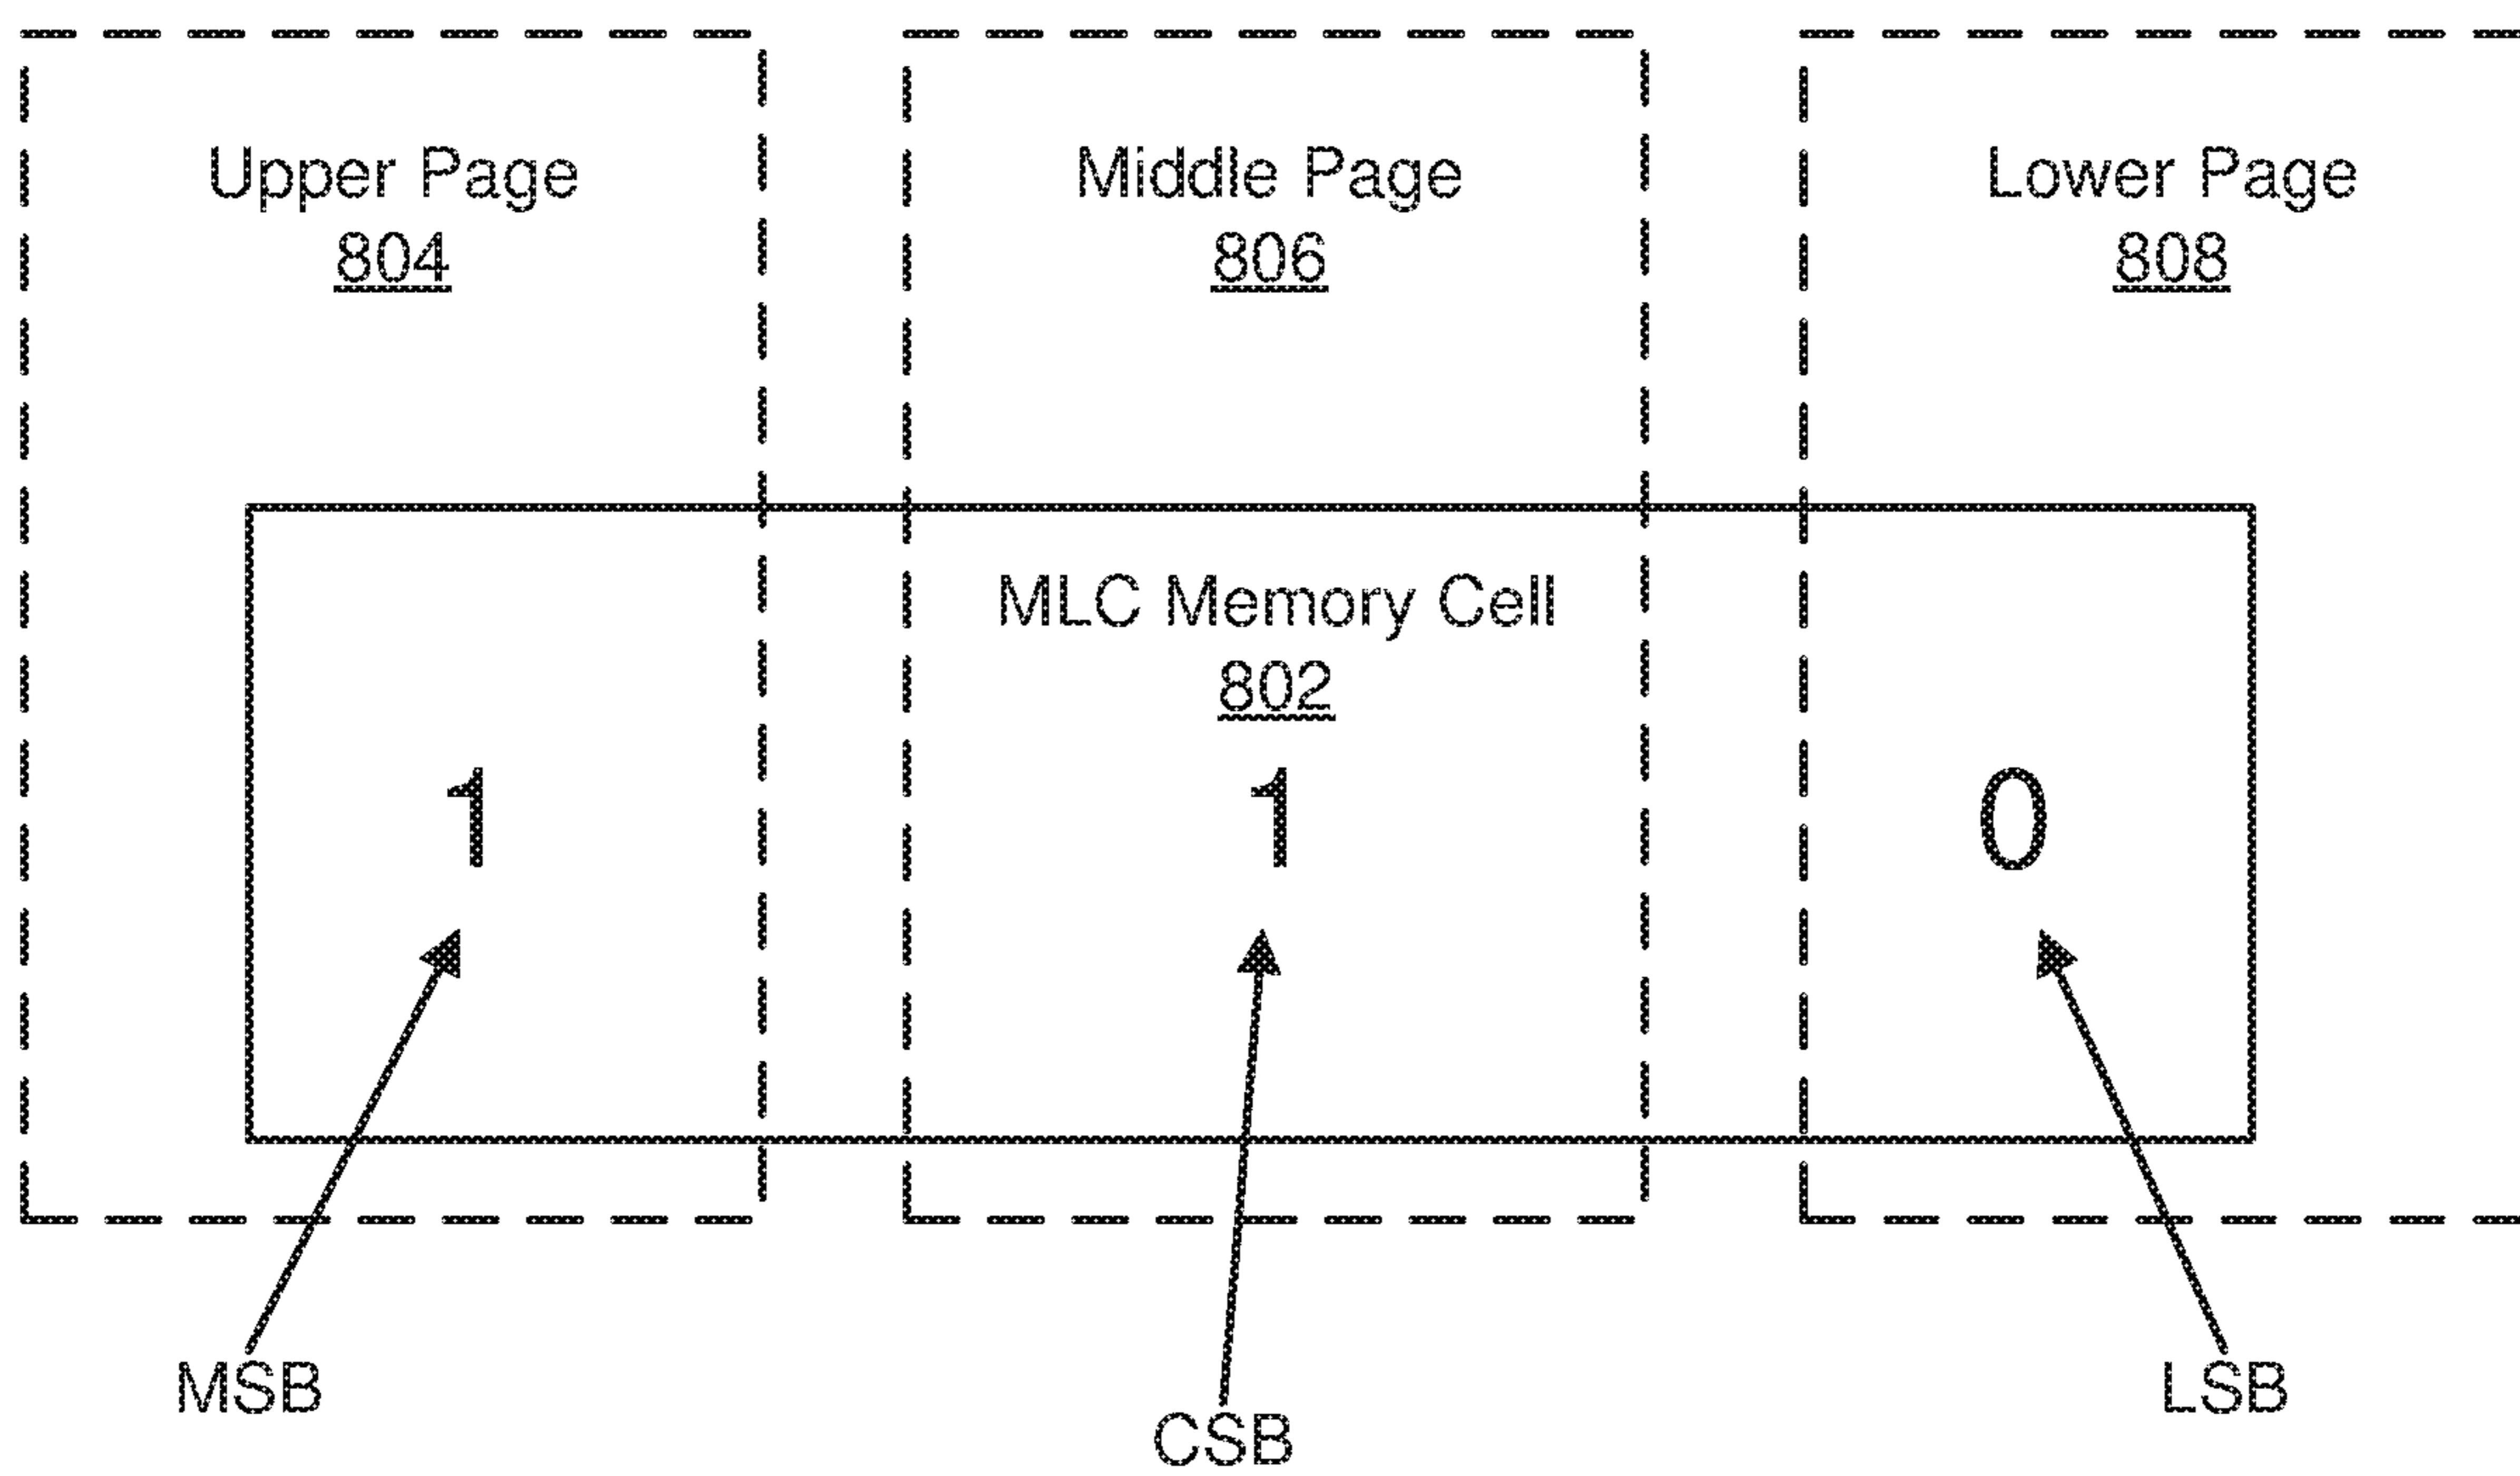 Upper Page
804
Middle Page
806
Lower Page
808
MLC Memory Cell
802
1
1
0
MSB
CSB
LSB